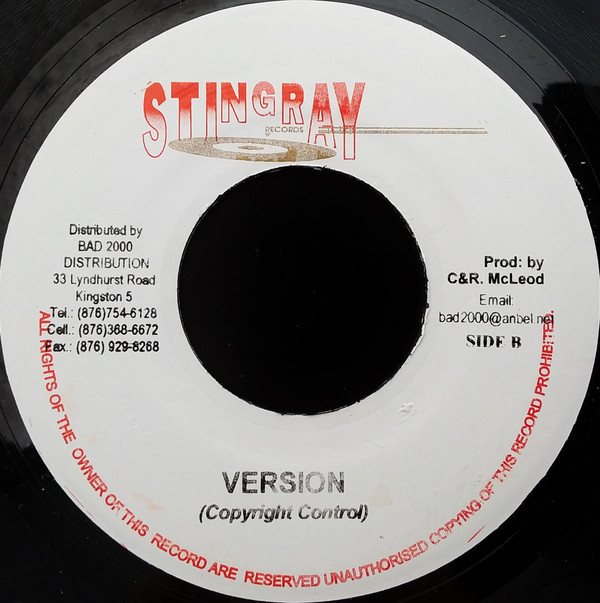 STINGRAY
RECORDS
Distributed by
BAD 2000
DISTRIBUTION
33 Lyndhurst Road
Kingston 5
Tel.: (876)754-6128
Cell.: (876)368-6672
Fax.: (876) 929-8268
Prod: by
C&R. McLeod
Email:
bad2000@anbel.net
SIDE B
VERSION
(Copyright Control)
ALL RIGHTS OF THE OWNER OF THIS RECORD ARE RESERVED UNAUTHORISED COPYING OF THIS RECORD PROHIBITED.